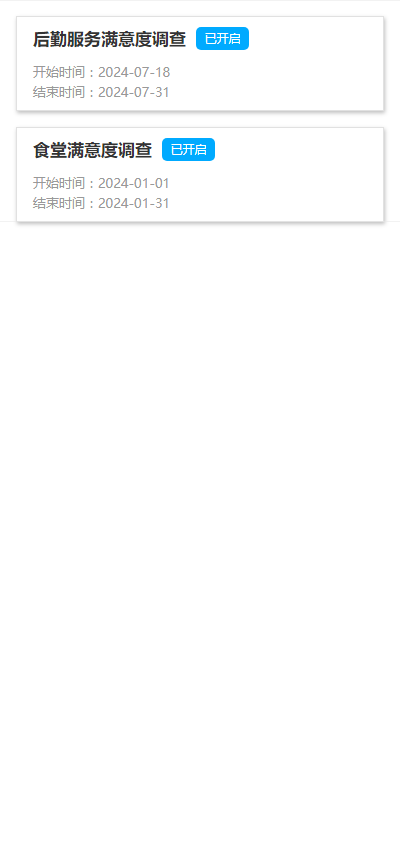 后勤服务满意度调查 已开启
开始时间：2024-07-18
结束时间：2024-07-31
食堂满意度调查 已开启
开始时间：2024-01-01
结束时间：2024-01-31